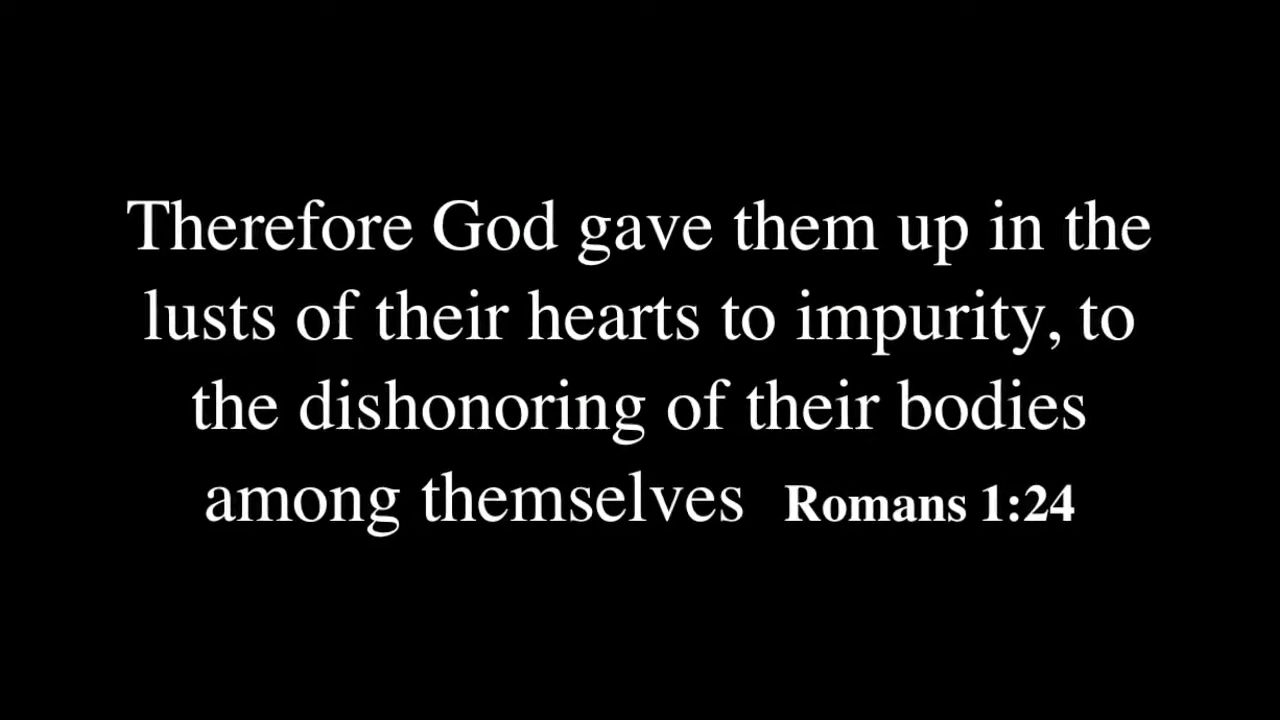 Therefore God gave them up in the
lusts of their hearts to impurity, to
the dishonoring of their bodies
among themselves Romans 1:24